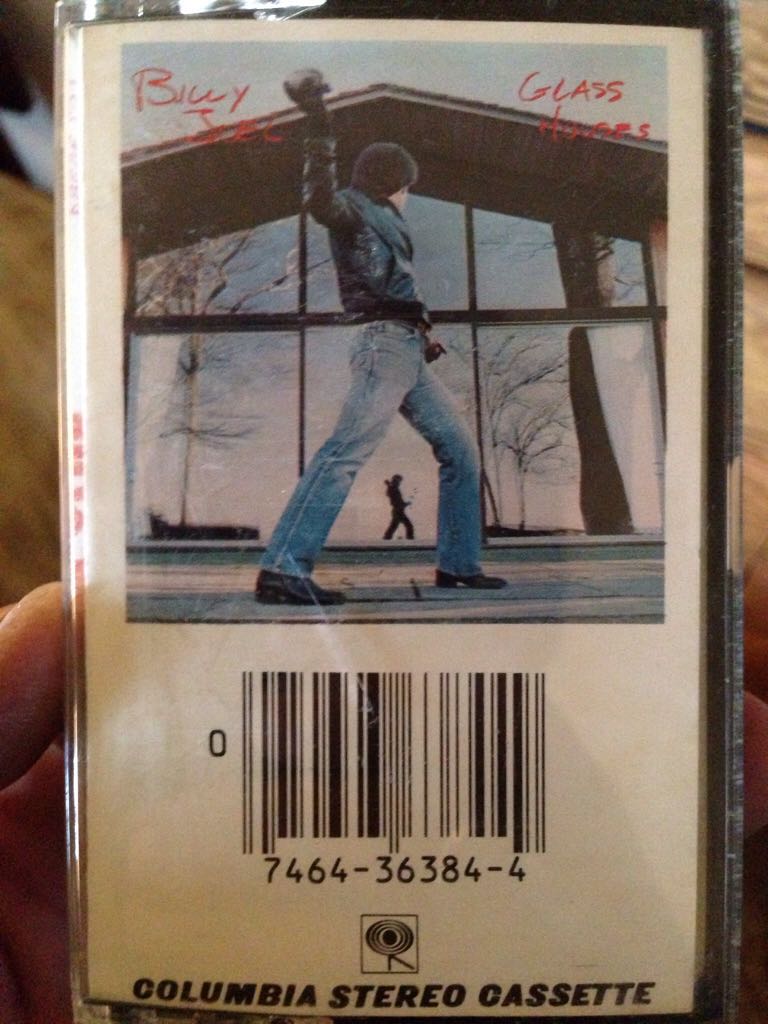 Billy
Joel
Glass
Houses
0
7464-36384-4
COLUMBIA STEREO CASSETTE